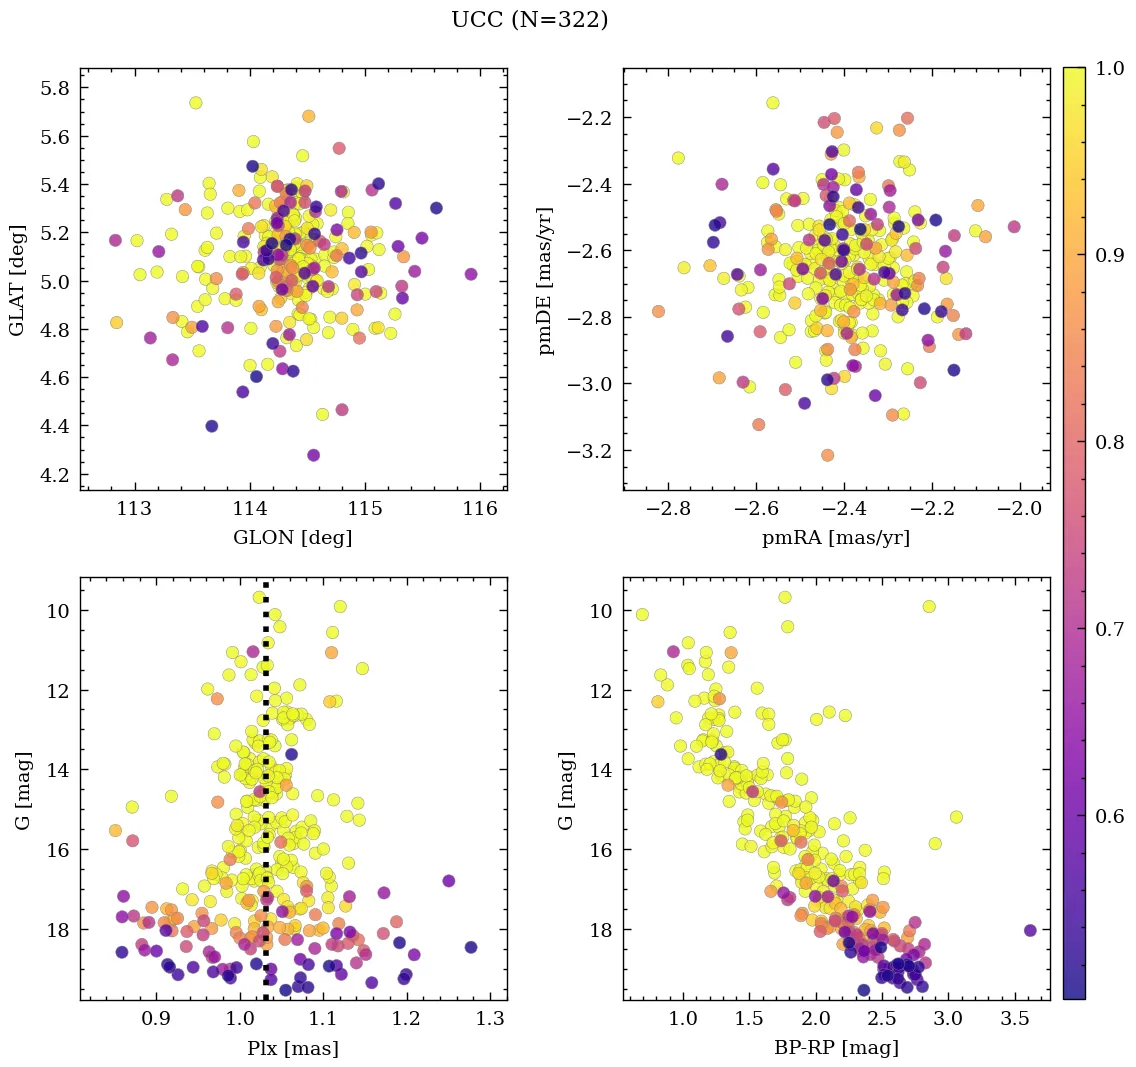 UCC (N=322)
5.8
5.6
5.4
5.2
5.0
4.8
4.6
4.4
4.2
GLAT [deg]
113 114 115 116
GLON [deg]
−2.2
−2.4
−2.6
−2.8
−3.0
−3.2
pmDE [mas/yr]
−2.8 −2.6 −2.4 −2.2 −2.0
pmRA [mas/yr]
10
12
14
16
18
G [mag]
0.9 1.0 1.1 1.2 1.3
Plx [mas]
10
12
14
16
18
G [mag]
1.0 1.5 2.0 2.5 3.0 3.5
BP-RP [mag]
1.0
0.9
0.8
0.7
0.6